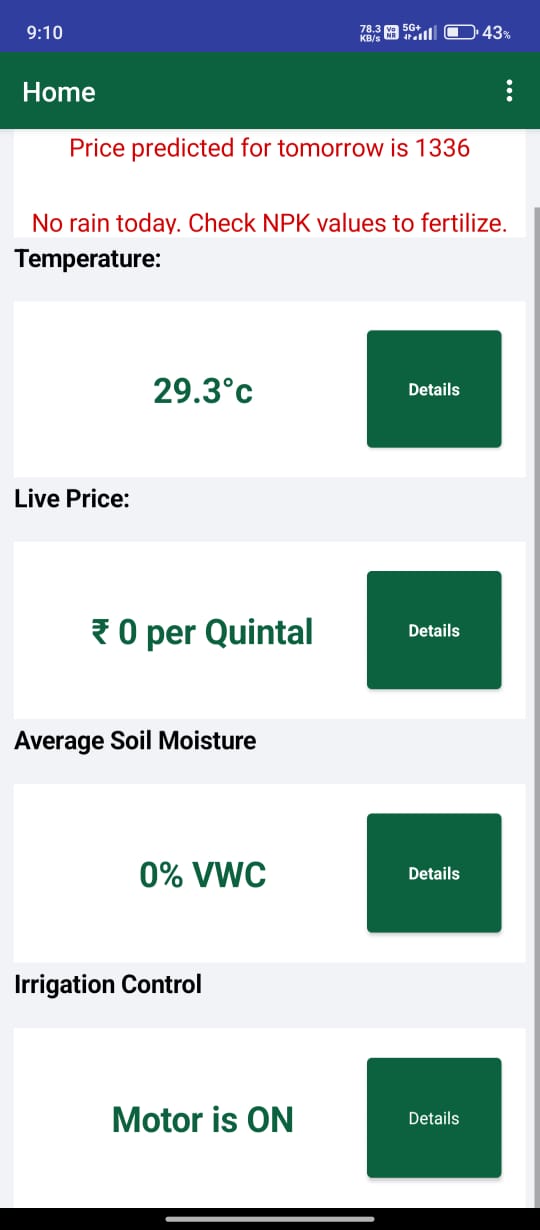 9:10
78.3 KB/s Vo NR 5G+ 43%
Home
Price predicted for tomorrow is 1336
No rain today. Check NPK values to fertilize.
Temperature:
29.3°c
Details
Live Price:
₹ 0 per Quintal
Details
Average Soil Moisture
0% VWC
Details
Irrigation Control
Motor is ON
Details